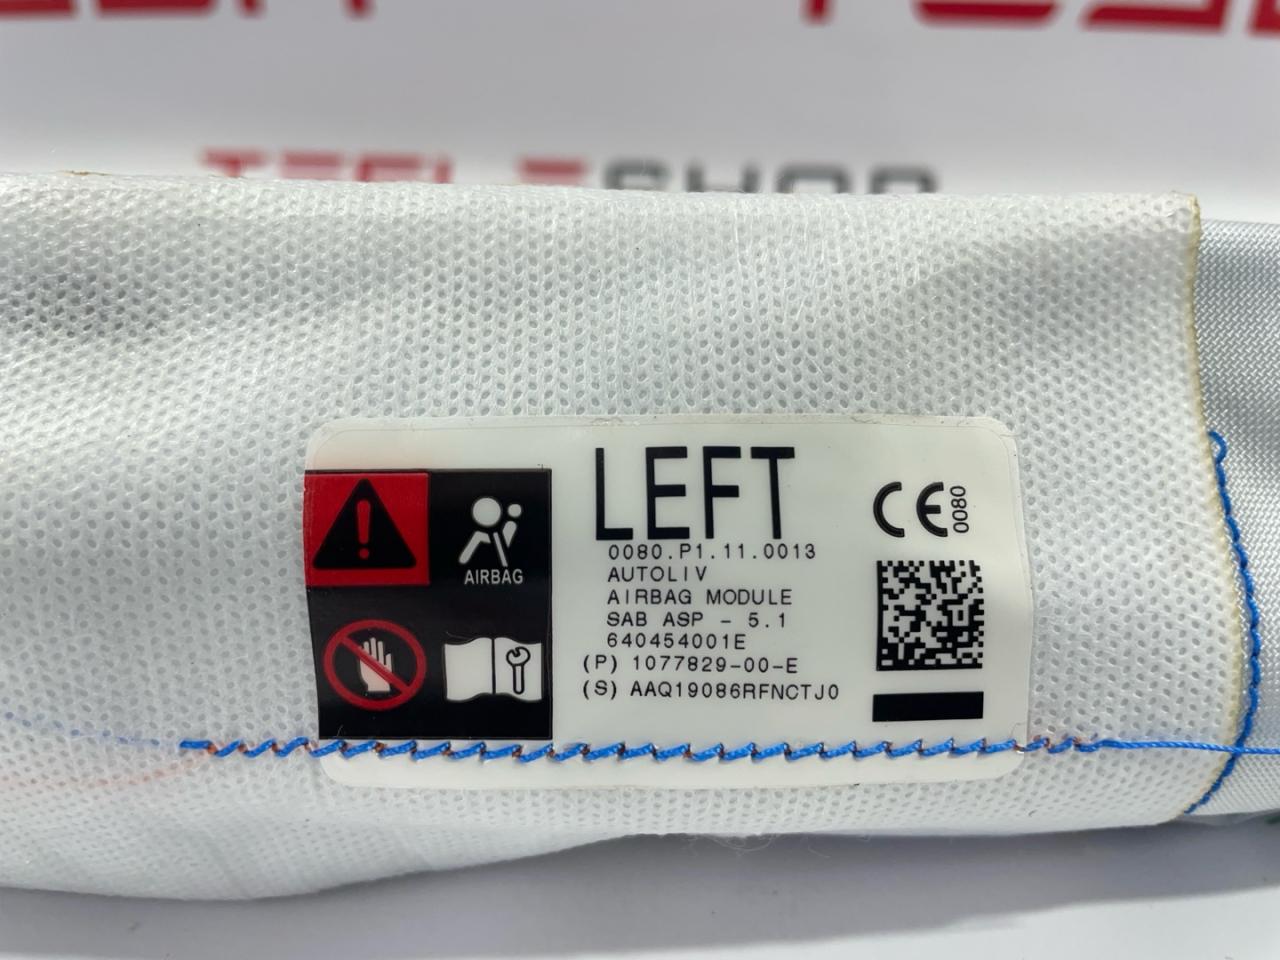 TESLASHOP
LEFT
0080.P1.11.0013
AUTOLIV
AIRBAG MODULE
SAB ASP - 5.1
640454001E
(P) 1077829-00-E
(S) AAQ19086RFNCTJ0
AIRBAG
CE
0080